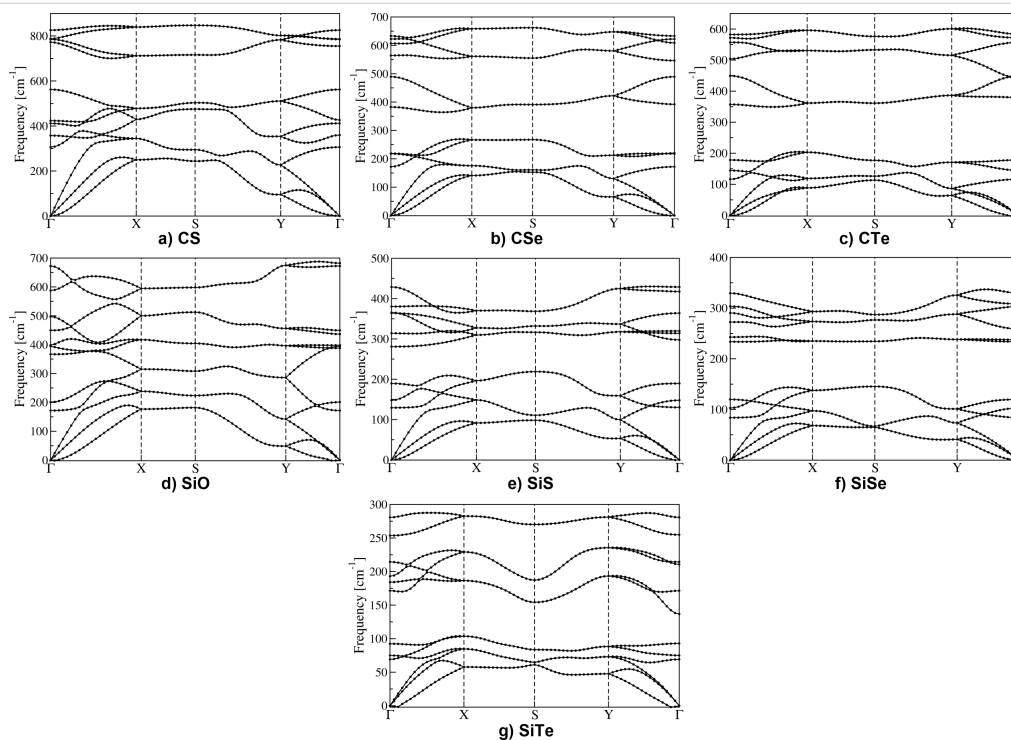 Frequency [cm⁻¹]
800
600
400
200
0
Γ X S Y Γ
a) CS
Frequency [cm⁻¹]
700
600
500
400
300
200
100
0
Γ X S Y Γ
b) CSe
Frequency [cm⁻¹]
600
500
400
300
200
100
0
Γ X S Y Γ
c) CTe
Frequency [cm⁻¹]
700
600
500
400
300
200
100
0
Γ X S Y Γ
d) SiO
Frequency [cm⁻¹]
500
400
300
200
100
0
Γ X S Y Γ
e) SiS
Frequency [cm⁻¹]
400
300
200
100
0
Γ X S Y Γ
f) SiSe
Frequency [cm⁻¹]
300
250
200
150
100
50
0
Γ X S Y Γ
g) SiTe